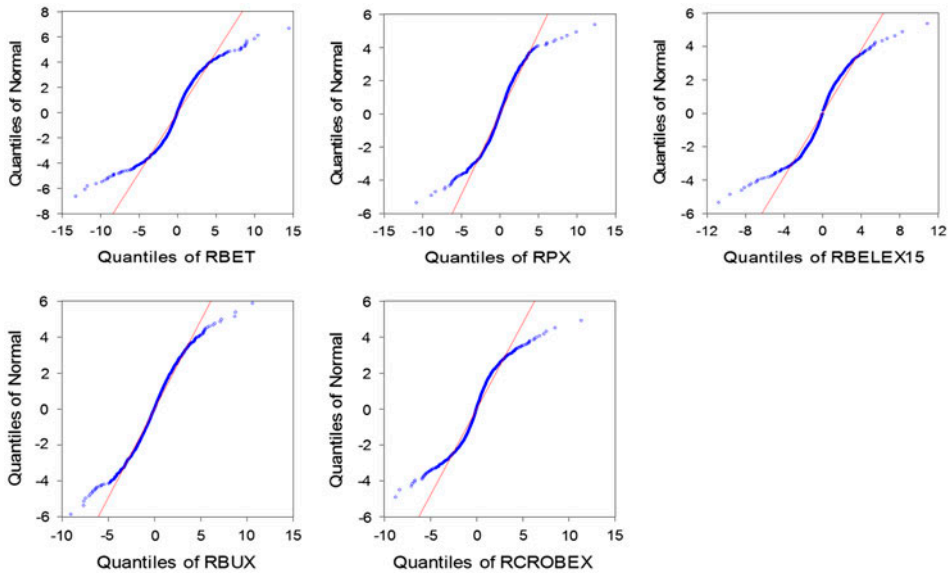 Quantiles of Normal
8
6
4
2
0
-2
-4
-6
-8
-15 -10 -5 0 5 10 15
Quantiles of RBET
Quantiles of Normal
6
4
2
0
-2
-4
-6
-15 -10 -5 0 5 10 15
Quantiles of RPX
Quantiles of Normal
6
4
2
0
-2
-4
-6
-12 -8 -4 0 4 8 12
Quantiles of RBELEX15
Quantiles of Normal
6
4
2
0
-2
-4
-6
-10 -5 0 5 10 15
Quantiles of RBUX
Quantiles of Normal
6
4
2
0
-2
-4
-6
-10 -5 0 5 10 15
Quantiles of RCROBEX